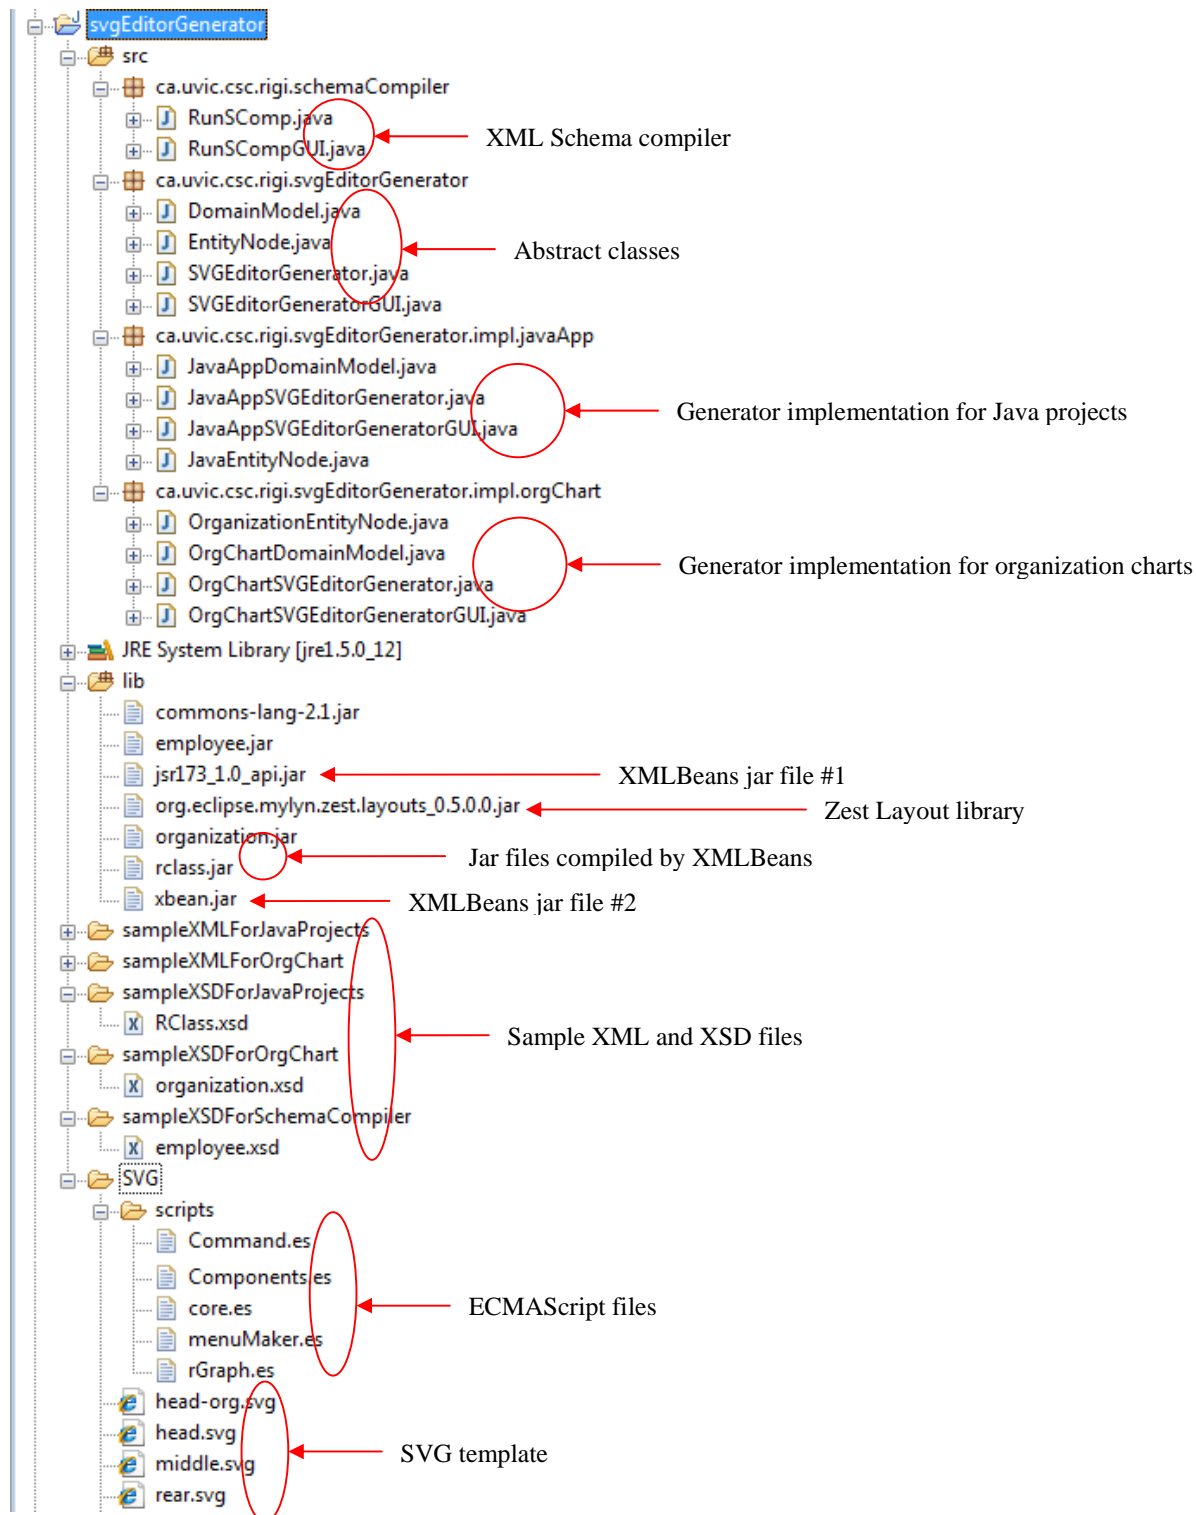 svgEditorGenerator
src
ca.uvic.csc.rigi.schemaCompiler
RunSComp.java
XML Schema compiler
RunSCompGUI.java
ca.uvic.csc.rigi.svgEditorGenerator
DomainModel.java
EntityNode.java
Abstract classes
SVGEditorGenerator.java
SVGEditorGeneratorGUI.java
ca.uvic.csc.rigi.svgEditorGenerator.impl.javaApp
JavaAppDomainModel.java
JavaAppSVGEditorGenerator.java
Generator implementation for Java projects
JavaAppSVGEditorGeneratorGUI.java
JavaEntityNode.java
ca.uvic.csc.rigi.svgEditorGenerator.impl.orgChart
OrganizationEntityNode.java
OrgChartDomainModel.java
Generator implementation for organization charts
OrgChartSVGEditorGenerator.java
OrgChartSVGEditorGeneratorGUI.java
JRE System Library [jre1.5.0_12]
lib
commons-lang-2.1.jar
employee.jar
jsr173_1.0_api.jar
XMLBeans jar file #1
org.eclipse.mylyn.zest.layouts_0.5.0.0.jar
Zest Layout library
organization.jar
Jar files compiled by XMLBeans
rclass.jar
xbean.jar
XMLBeans jar file #2
sampleXMLForJavaProjects
sampleXMLForOrgChart
sampleXSDForJavaProjects
RClass.xsd
Sample XML and XSD files
sampleXSDForOrgChart
organization.xsd
sampleXSDForSchemaCompiler
employee.xsd
SVG
scripts
Command.es
Components.es
core.es
ECMAScript files
menuMaker.es
rGraph.es
head-org.svg
head.svg
SVG template
middle.svg
rear.svg